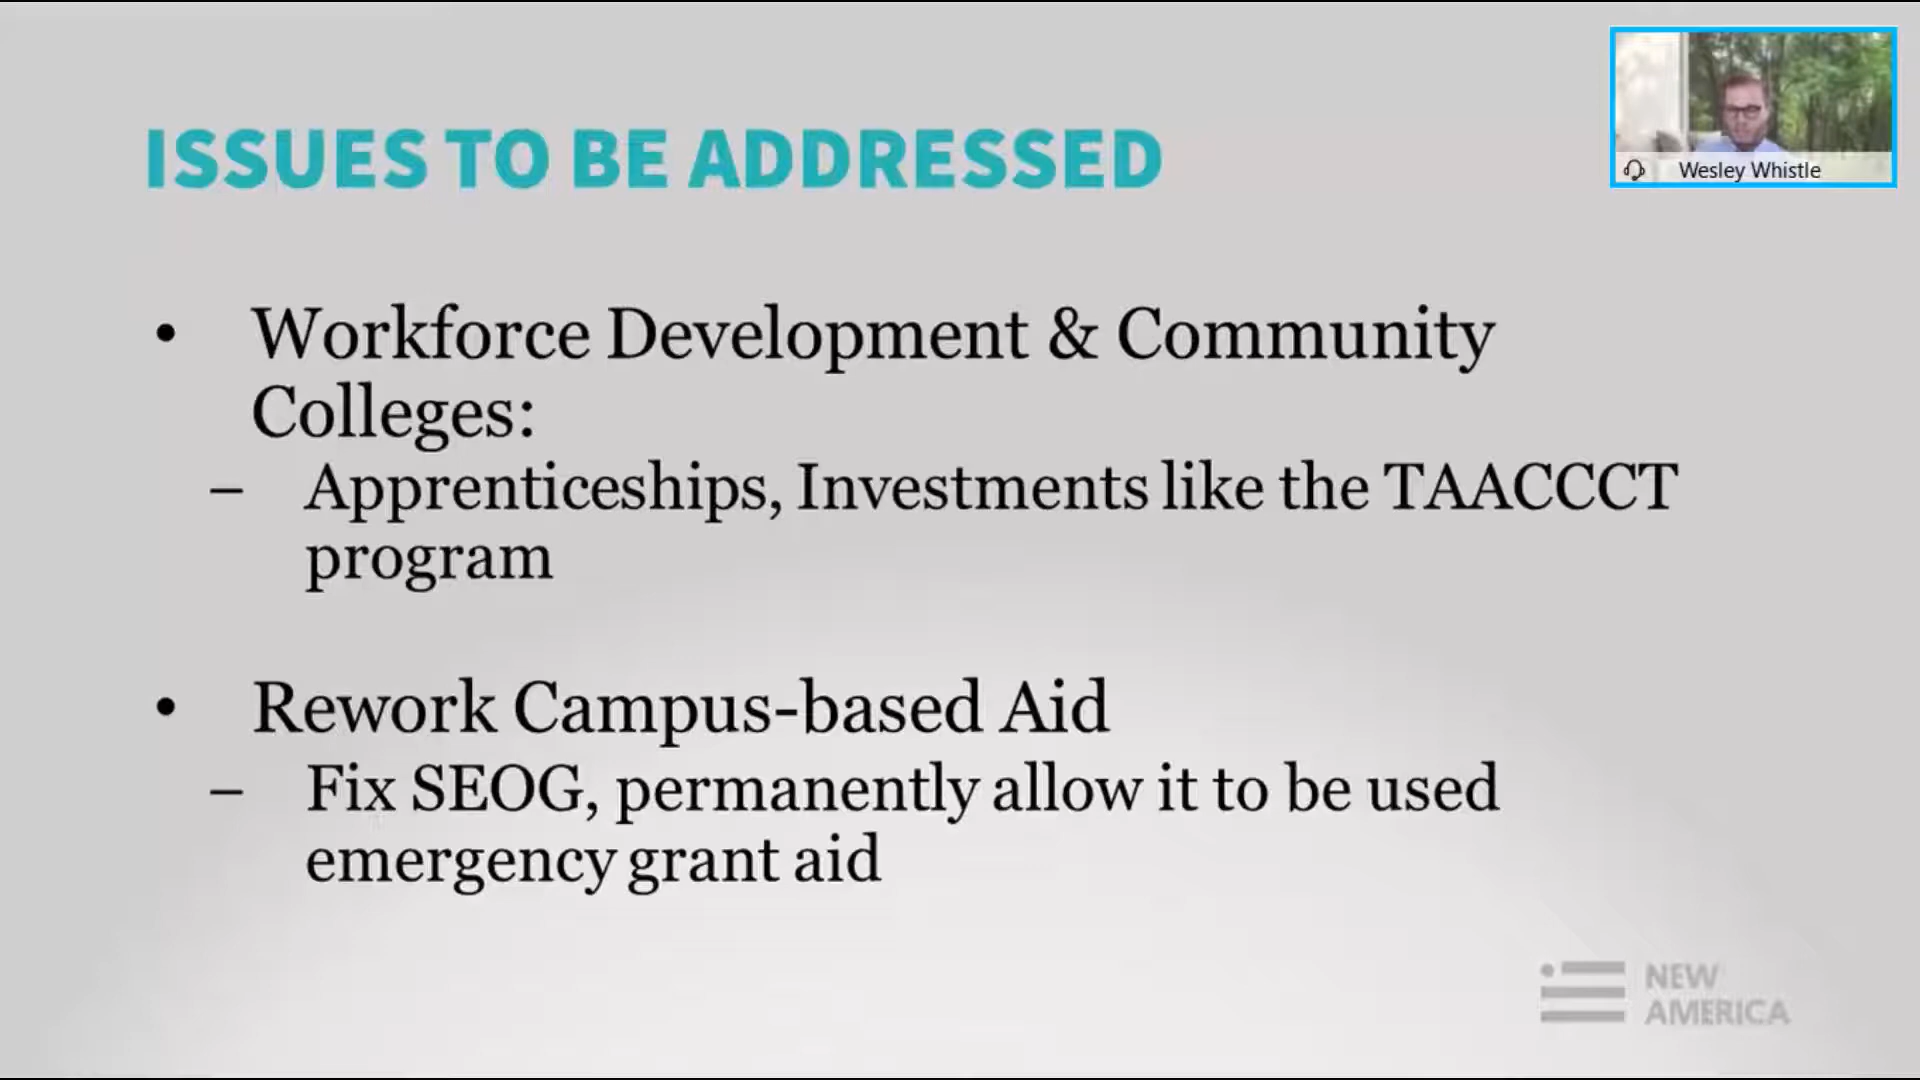 ISSUES TO BE ADDRESSED
Wesley Whistle
• Workforce Development & Community
Colleges:
– Apprenticeships, Investments like the TAACCCT
program
• Rework Campus-based Aid
– Fix SEOG, permanently allow it to be used
emergency grant aid
NEW
AMERICA